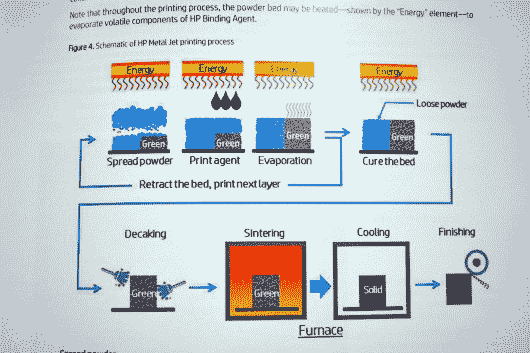 Note that throughout the printing process, the powder bed may be heated—shown by the "Energy" element—to
evaporate volatile components of HP Binding Agent.
Figure 4. Schematic of HP Metal Jet printing process
Energy Energy Energy Energy
Loose powder
Green Green Green Green
Spread powder Print agent Evaporation Cure the bed
Retract the bed, print next layer
Decaking Sintering Cooling Finishing
Green Green Solid
Furnace
Spread powder